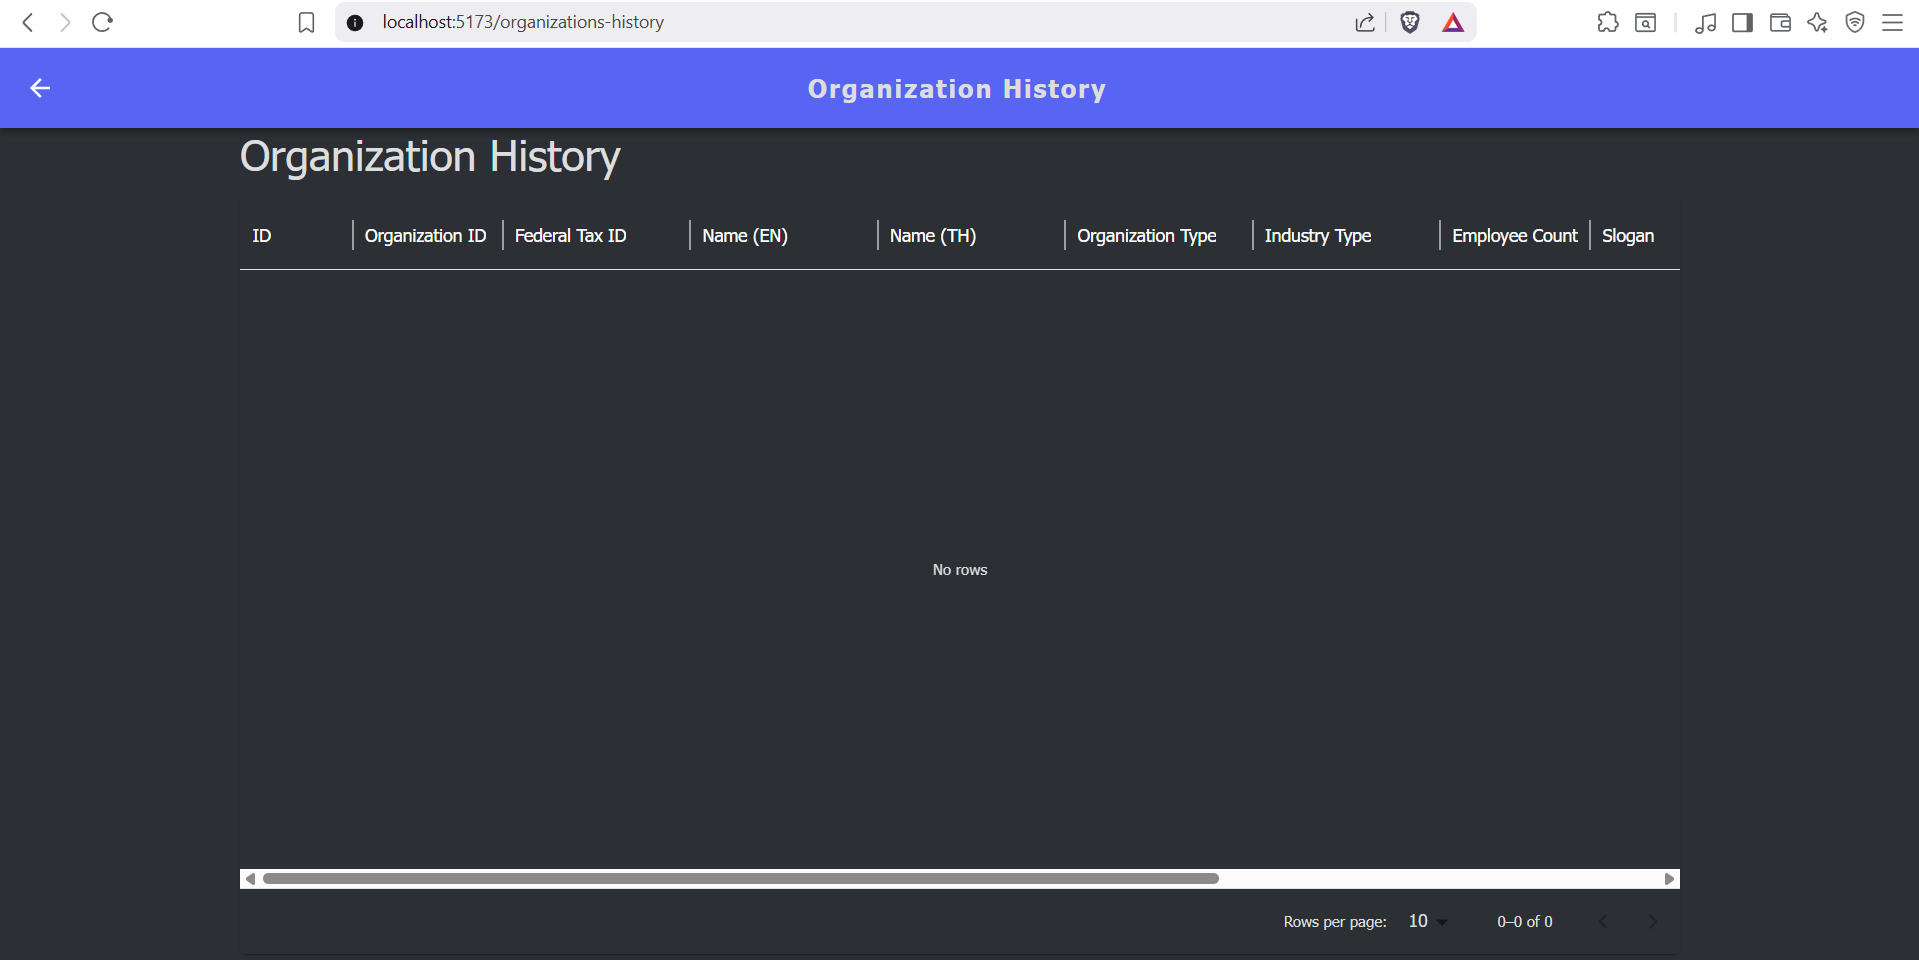 localhost:5173/organizations-history
Organization History
Organization History
ID Organization ID Federal Tax ID Name (EN) Name (TH) Organization Type Industry Type Employee Count Slogan
No rows
Rows per page: 10 0–0 of 0